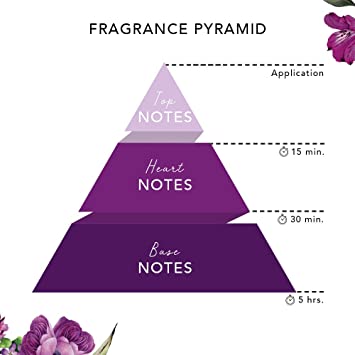 FRAGRANCE PYRAMID
Application
Top
NOTES
15 min.
Heart
NOTES
30 min.
Base
NOTES
5 hrs.